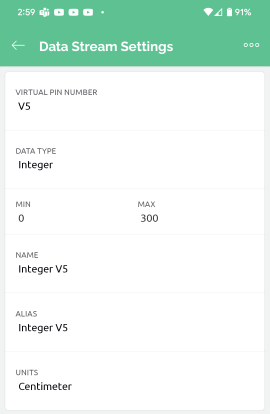 2:59
91%
Data Stream Settings
VIRTUAL PIN NUMBER
V5
DATA TYPE
Integer
MIN MAX
0 300
NAME
Integer V5
ALIAS
Integer V5
UNITS
Centimeter